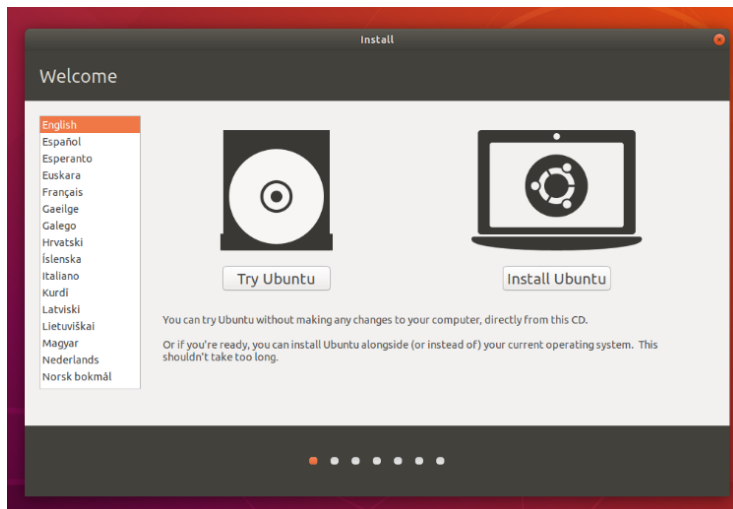 Install
Welcome
English
Español
Esperanto
Euskara
Français
Gaeilge
Galego
Hrvatski
Íslenska
Italiano
Kurdî
Latviski
Lietuviškai
Magyar
Nederlands
Norsk bokmål
Try Ubuntu
Install Ubuntu
You can try Ubuntu without making any changes to your computer, directly from this CD.
Or if you're ready, you can install Ubuntu alongside (or instead of) your current operating system. This
shouldn't take too long.